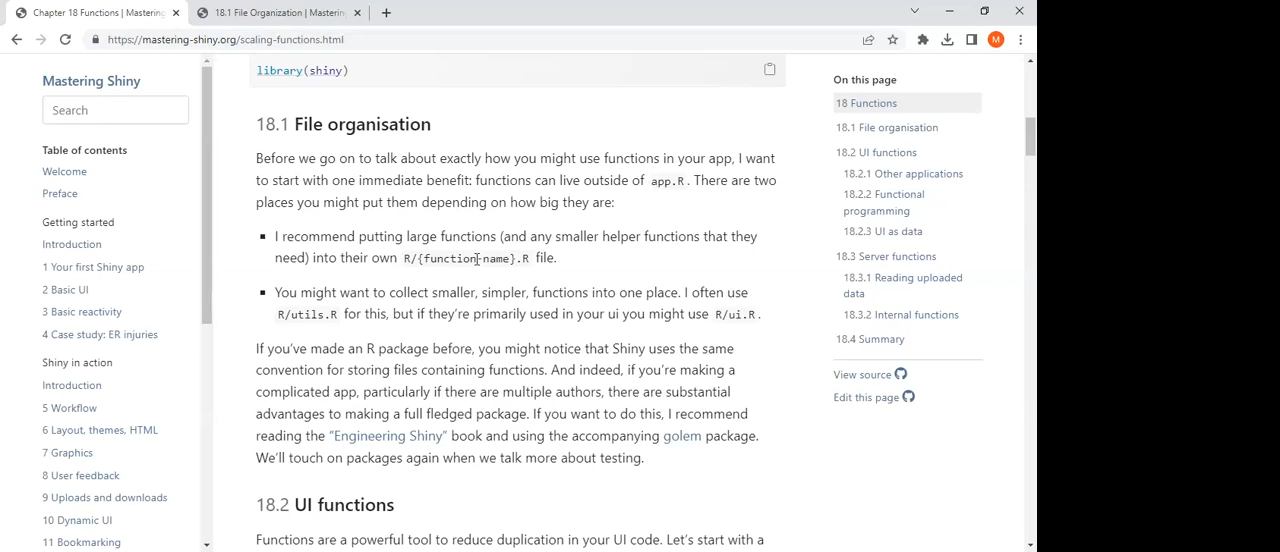 Chapter 18 Functions | Mastering
18.1 File Organization | Mastering
https://mastering-shiny.org/scaling-functions.html
M
Mastering Shiny
Search
Table of contents
Welcome
Preface
Getting started
Introduction
1 Your first Shiny app
2 Basic UI
3 Basic reactivity
4 Case study: ER injuries
Shiny in action
Introduction
5 Workflow
6 Layout, themes, HTML
7 Graphics
8 User feedback
9 Uploads and downloads
10 Dynamic UI
11 Bookmarking
library(shiny)
18.1 File organisation
Before we go on to talk about exactly how you might use functions in your app, I want
to start with one immediate benefit: functions can live outside of app.R. There are two
places you might put them depending on how big they are:
▪ I recommend putting large functions (and any smaller helper functions that they
need) into their own R/{function-name}.R file.
▪ You might want to collect smaller, simpler, functions into one place. I often use
R/utils.R for this, but if they're primarily used in your ui you might use R/ui.R.
If you've made an R package before, you might notice that Shiny uses the same
convention for storing files containing functions. And indeed, if you're making a
complicated app, particularly if there are multiple authors, there are substantial
advantages to making a full fledged package. If you want to do this, I recommend
reading the "Engineering Shiny" book and using the accompanying golem package.
We'll touch on packages again when we talk more about testing.
18.2 UI functions
Functions are a powerful tool to reduce duplication in your UI code. Let's start with a
On this page
18 Functions
18.1 File organisation
18.2 UI functions
18.2.1 Other applications
18.2.2 Functional
programming
18.2.3 UI as data
18.3 Server functions
18.3.1 Reading uploaded
data
18.3.2 Internal functions
18.4 Summary
View source
Edit this page